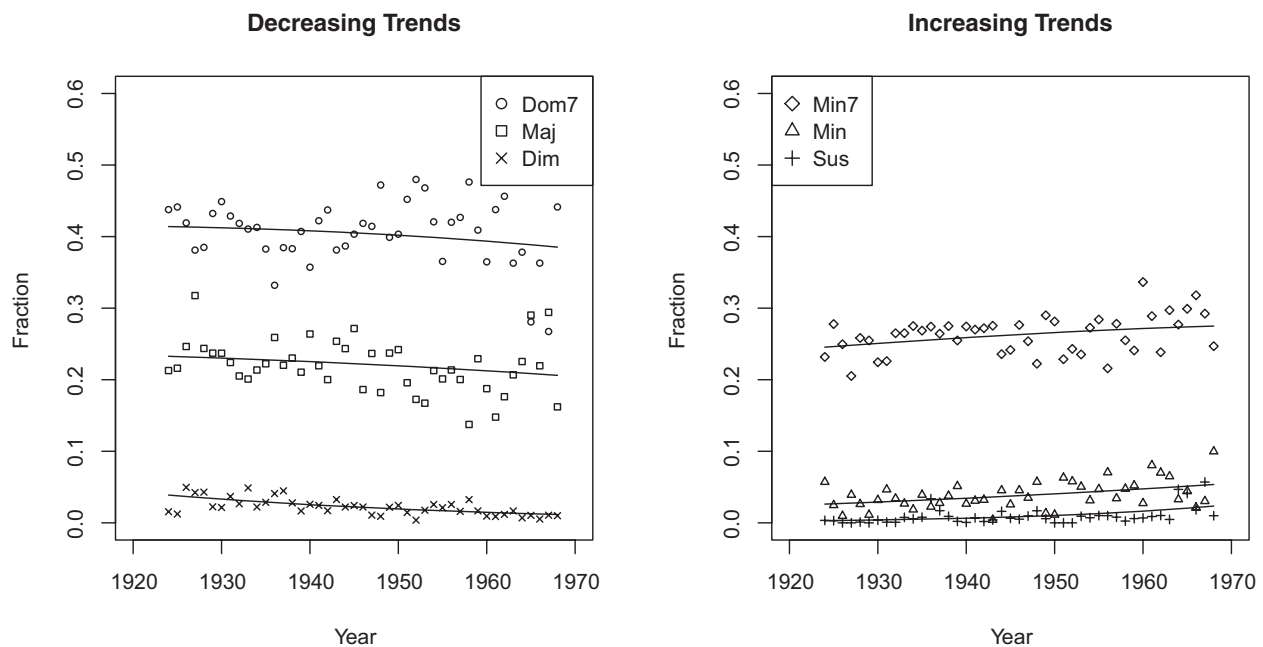 Decreasing Trends
Fraction
0.0 0.1 0.2 0.3 0.4 0.5 0.6
Dom7
Maj
Dim
1920 1930 1940 1950 1960 1970
Year
Increasing Trends
Fraction
0.0 0.1 0.2 0.3 0.4 0.5 0.6
Min7
Min
Sus
1920 1930 1940 1950 1960 1970
Year